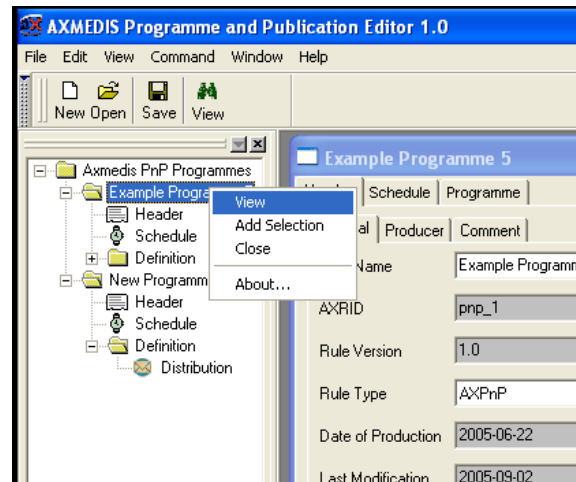 AXMEDIS Programme and Publication Editor 1.0
File Edit View Command Window Help
New Open Save View
Axmedis PnP Programmes
Example Progra
Header
Schedule
Definition
New Programm
Header
Schedule
Definition
Distribution
View
Add Selection
Close
About...
Example Programme 5
Schedule Programme
Producer Comment
Name Example Programm
AXRID pnp_1
Rule Version 1.0
Rule Type AXPnP
Date of Production 2005-06-22
Last Modification 2005-09-02